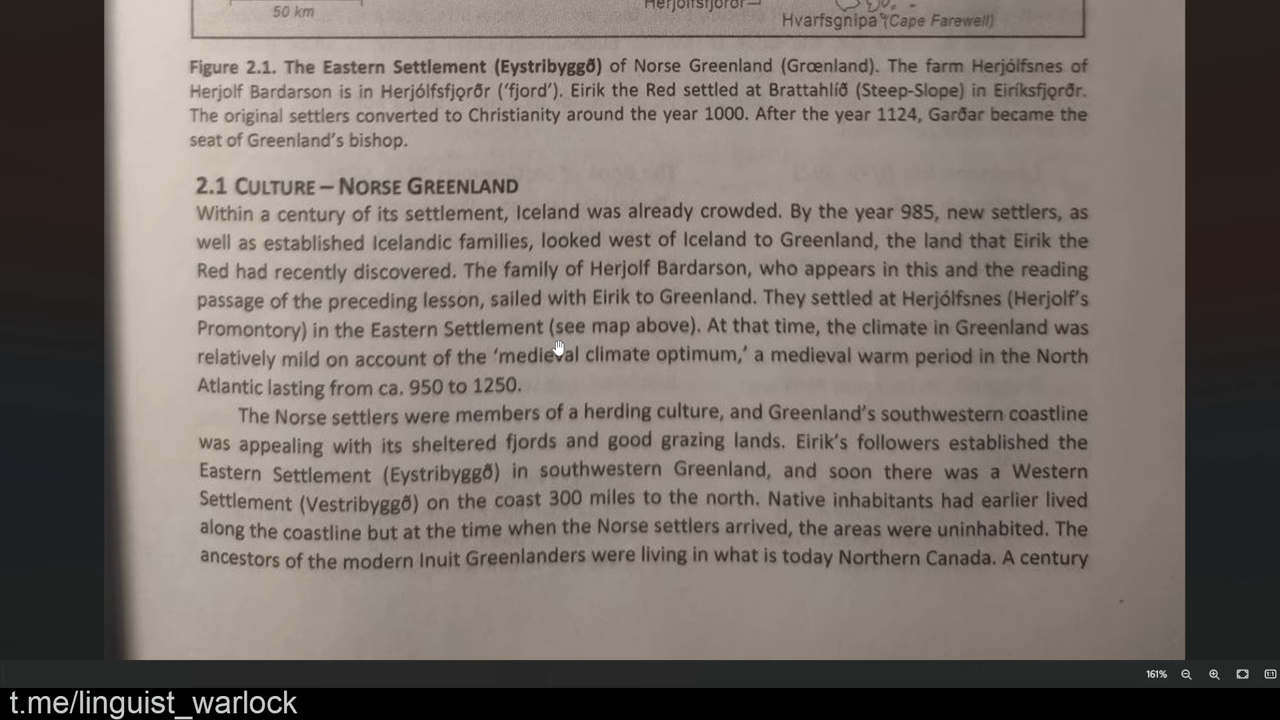 50 km
Herjólfsfjǫrðr
Hvarfsgnípa (Cape Farewell)
Figure 2.1. The Eastern Settlement (Eystribyggð) of Norse Greenland (Grœnland). The farm Herjólfsnes of
Herjolf Bardarson is in Herjólfsfjǫrðr (‘fjord’). Eirik the Red settled at Brattahlíð (Steep-Slope) in Eiríksfjǫrðr.
The original settlers converted to Christianity around the year 1000. After the year 1124, Garðar became the
seat of Greenland’s bishop.
2.1 CULTURE – NORSE GREENLAND
Within a century of its settlement, Iceland was already crowded. By the year 985, new settlers, as
well as established Icelandic families, looked west of Iceland to Greenland, the land that Eirik the
Red had recently discovered. The family of Herjolf Bardarson, who appears in this and the reading
passage of the preceding lesson, sailed with Eirik to Greenland. They settled at Herjólfsnes (Herjolf’s
Promontory) in the Eastern Settlement (see map above). At that time, the climate in Greenland was
relatively mild on account of the ‘medieval climate optimum,’ a medieval warm period in the North
Atlantic lasting from ca. 950 to 1250.
The Norse settlers were members of a herding culture, and Greenland’s southwestern coastline
was appealing with its sheltered fjords and good grazing lands. Eirik’s followers established the
Eastern Settlement (Eystribyggð) in southwestern Greenland, and soon there was a Western
Settlement (Vestribyggð) on the coast 300 miles to the north. Native inhabitants had earlier lived
along the coastline but at the time when the Norse settlers arrived, the areas were uninhabited. The
ancestors of the modern Inuit Greenlanders were living in what is today Northern Canada. A century
161%
t.me/linguist_warlock